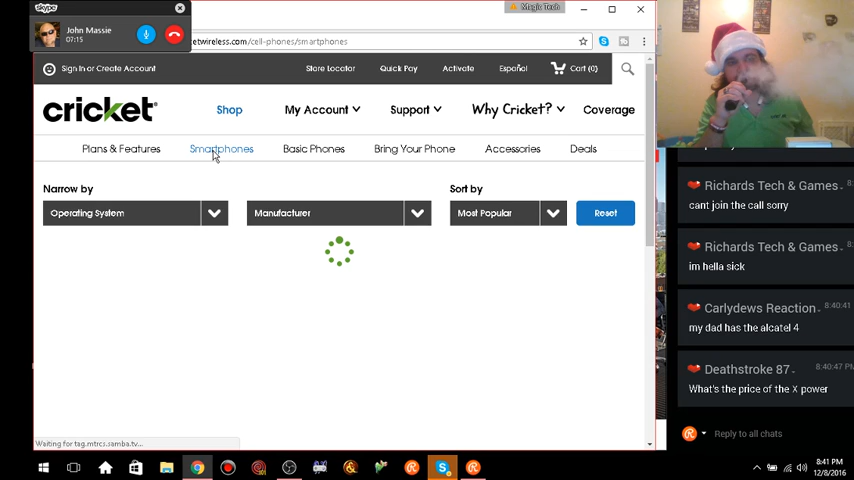 skype
John Massie
07:15
Magic Tech
etwireless.com/cell-phones/smartphones
Sign In or Create Account
Store Locator
Quick Pay
Activate
Español
Cart (0)
cricket
Shop
My Account
Support
Why Cricket?
Coverage
Plans & Features
Smartphones
Basic Phones
Bring Your Phone
Accessories
Deals
Narrow by
Sort by
Operating System
Manufacturer
Most Popular
Reset
Waiting for tag.mtrcs.samba.tv...
Richards Tech & Games
8:
cant join the call sorry
Richards Tech & Games
8:
im hella sick
Carlydews Reaction
8:40:41
my dad has the alcatel 4
Deathstroke 87
8:40:47 P
What's the price of the X power
Reply to all chats
8:41 PM
12/8/2016